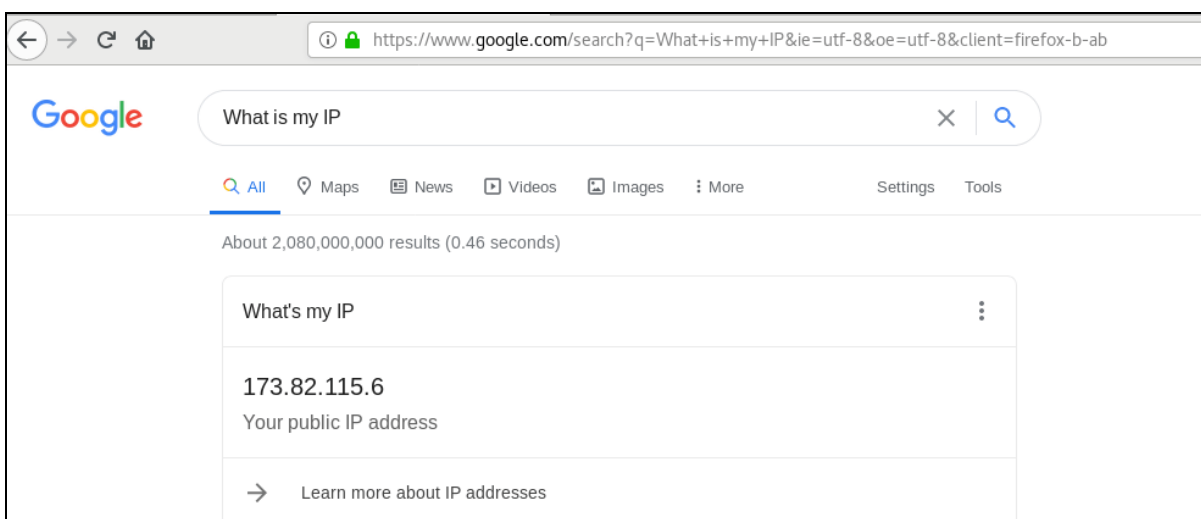 https://www.google.com/search?q=What+is+my+IP&ie=utf-8&oe=utf-8&client=firefox-b-ab
Google What is my IP
All Maps News Videos Images More Settings Tools
About 2,080,000,000 results (0.46 seconds)
What's my IP
173.82.115.6
Your public IP address
Learn more about IP addresses